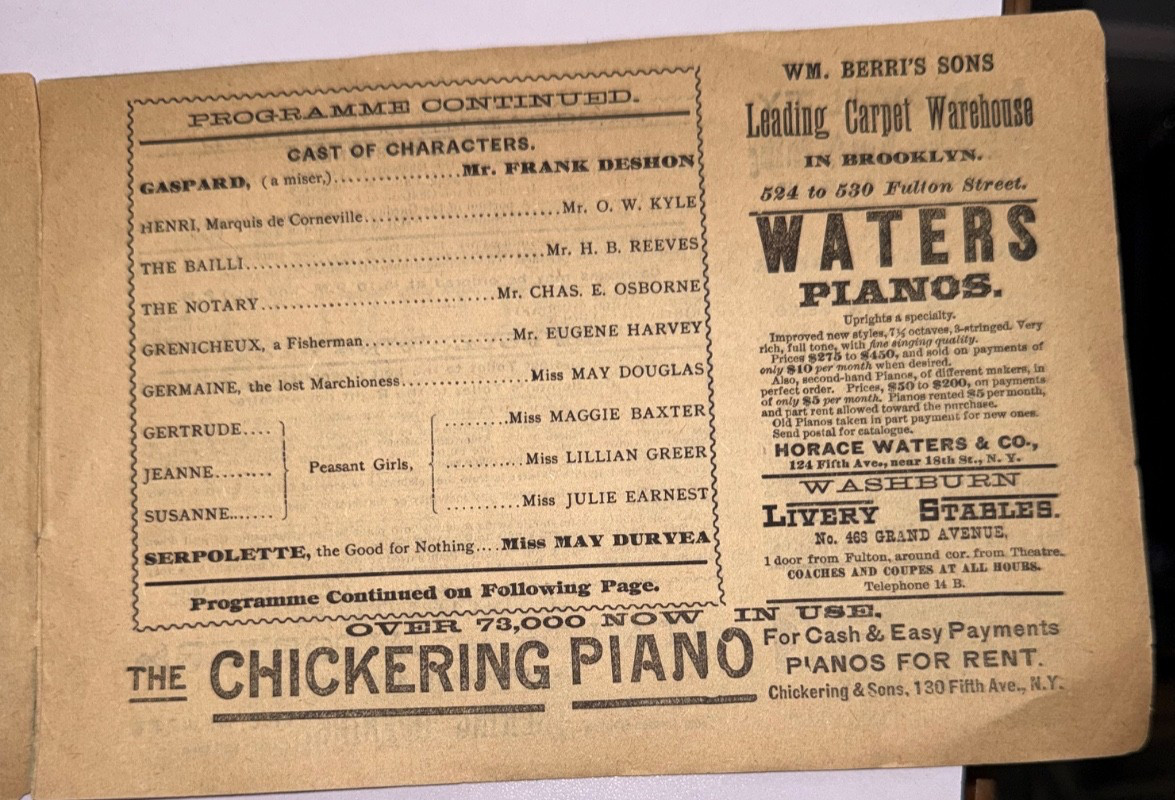 PROGRAMME CONTINUED.
CAST OF CHARACTERS.
GASPARD, (a miser,)..................Mr. FRANK DESHON
HENRI, Marquis de Corneville............................Mr. O. W. KYLE
THE BAILLI..........................................Mr. H. B. REEVES
THE NOTARY.................................Mr. CHAS. E. OSBORNE
GRENICHEUX, a Fisherman.....................Mr. EUGENE HARVEY
GERMAINE, the lost Marchioness..................Miss MAY DOUGLAS
GERTRUDE.... .........Miss MAGGIE BAXTER
JEANNE........ Peasant Girls, ...........Miss LILLIAN GREER
SUSANNE....... ..........Miss JULIE EARNEST
SERPOLETTE, the Good for Nothing....Miss MAY DURYEA
Programme Continued on Following Page.
WM. BERRI'S SONS
Leading Carpet Warehouse
IN BROOKLYN.
524 to 530 Fulton Street.
WATERS
PIANOS.
Uprights a specialty.
Improved new styles, 7⅓ octaves, 3-stringed. Very
rich, full tone, with fine singing quality.
Prices $275 to $450, and sold on payments of
only $10 per month when desired.
Also, second-hand Pianos, of different makers, in
perfect order. Prices, $50 to $200, on payments
of only $5 per month. Pianos rented $5 per month,
and part rent allowed toward the purchase.
Old Pianos taken in part payment for new ones.
Send postal for catalogue.
HORACE WATERS & CO.,
124 Fifth Ave., near 18th St., N. Y.
WASHBURN
LIVERY STABLES.
No. 463 GRAND AVENUE,
1 door from Fulton, around cor. from Theatre.
COACHES AND COUPES AT ALL HOURS.
Telephone 14 B.
OVER 73,000 NOW IN USE.
THE CHICKERING PIANO
For Cash & Easy Payments
PIANOS FOR RENT.
Chickering & Sons, 130 Fifth Ave., N.Y.